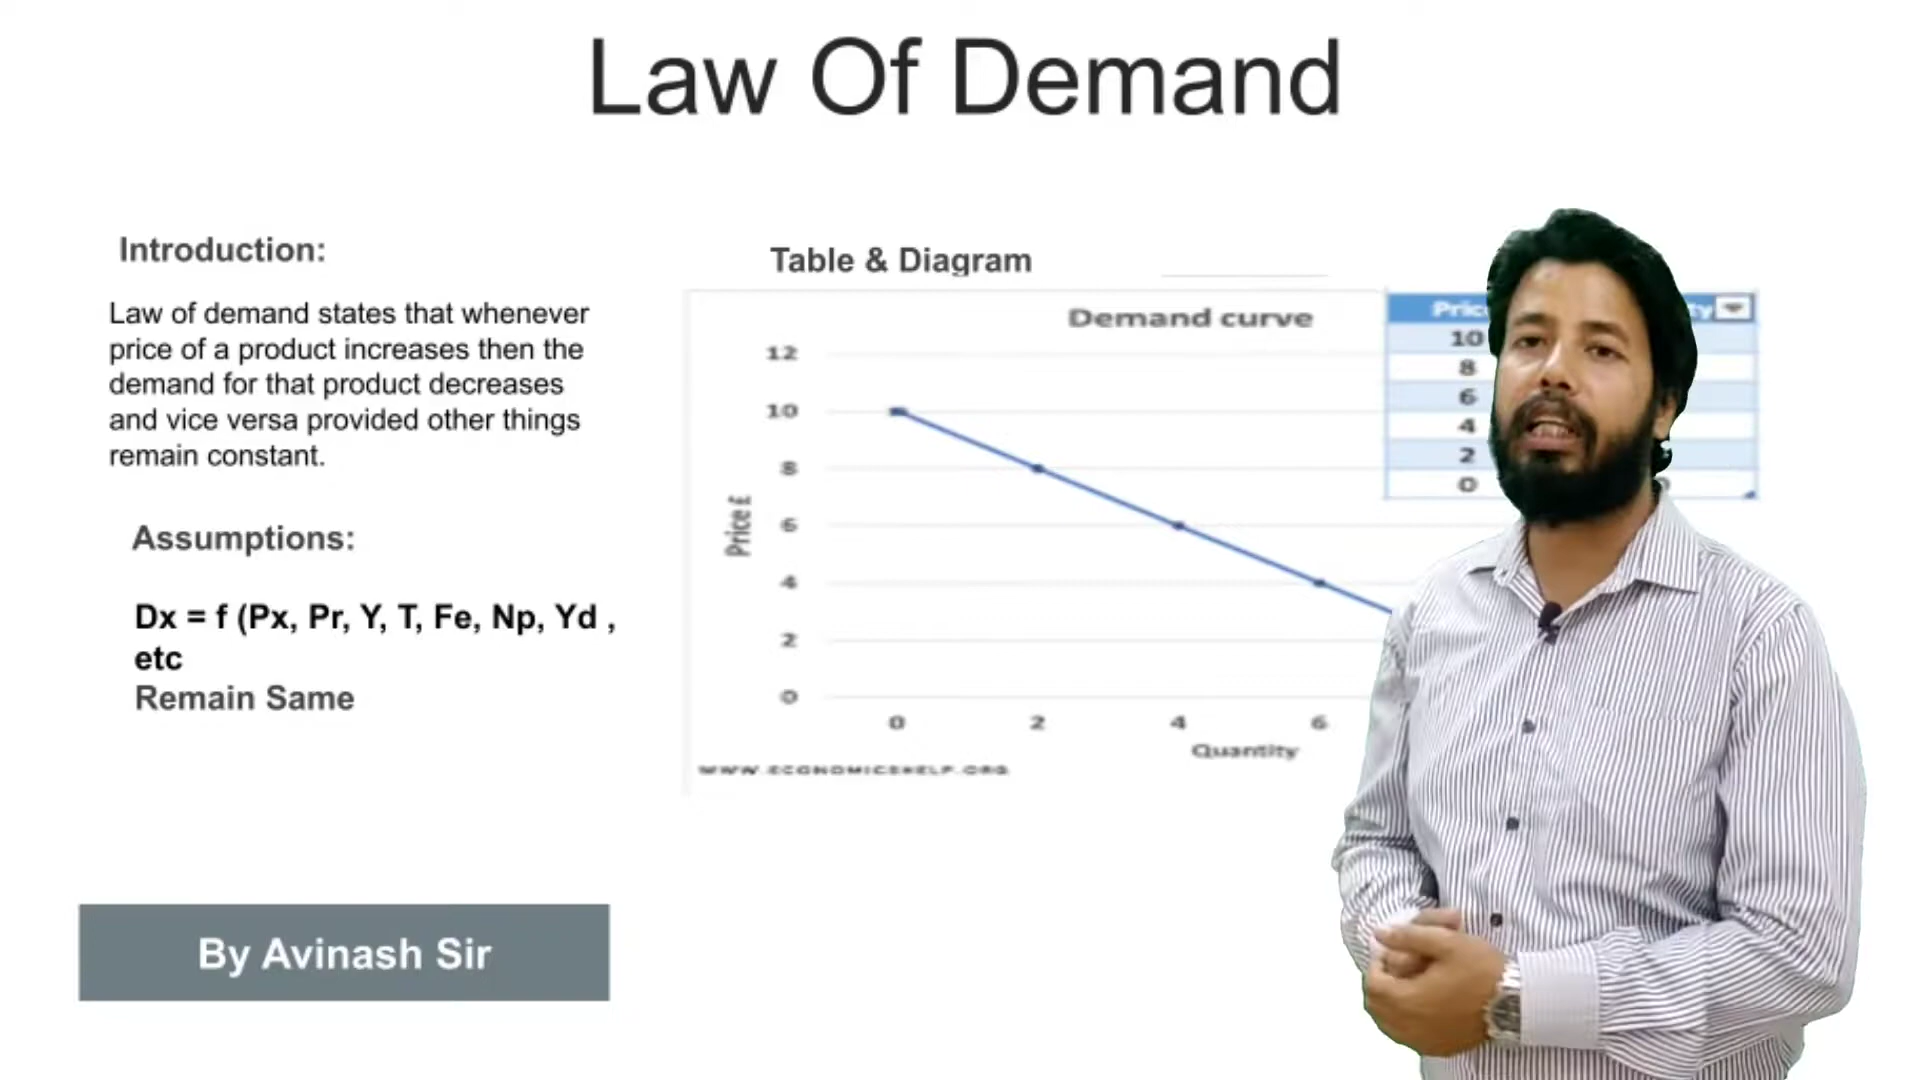 Law Of Demand
Introduction:
Law of demand states that whenever
price of a product increases then the
demand for that product decreases
and vice versa provided other things
remain constant.
Assumptions:
Dx = f (Px, Pr, Y, T, Fe, Np, Yd ,
etc
Remain Same
By Avinash Sir
Table & Diagram
Demand curve
12
10
8
6
4
2
0
Price £
0 2 4 6
Quantity
WWW.ECONOMICSHELP.ORG
10
8
6
4
2
0